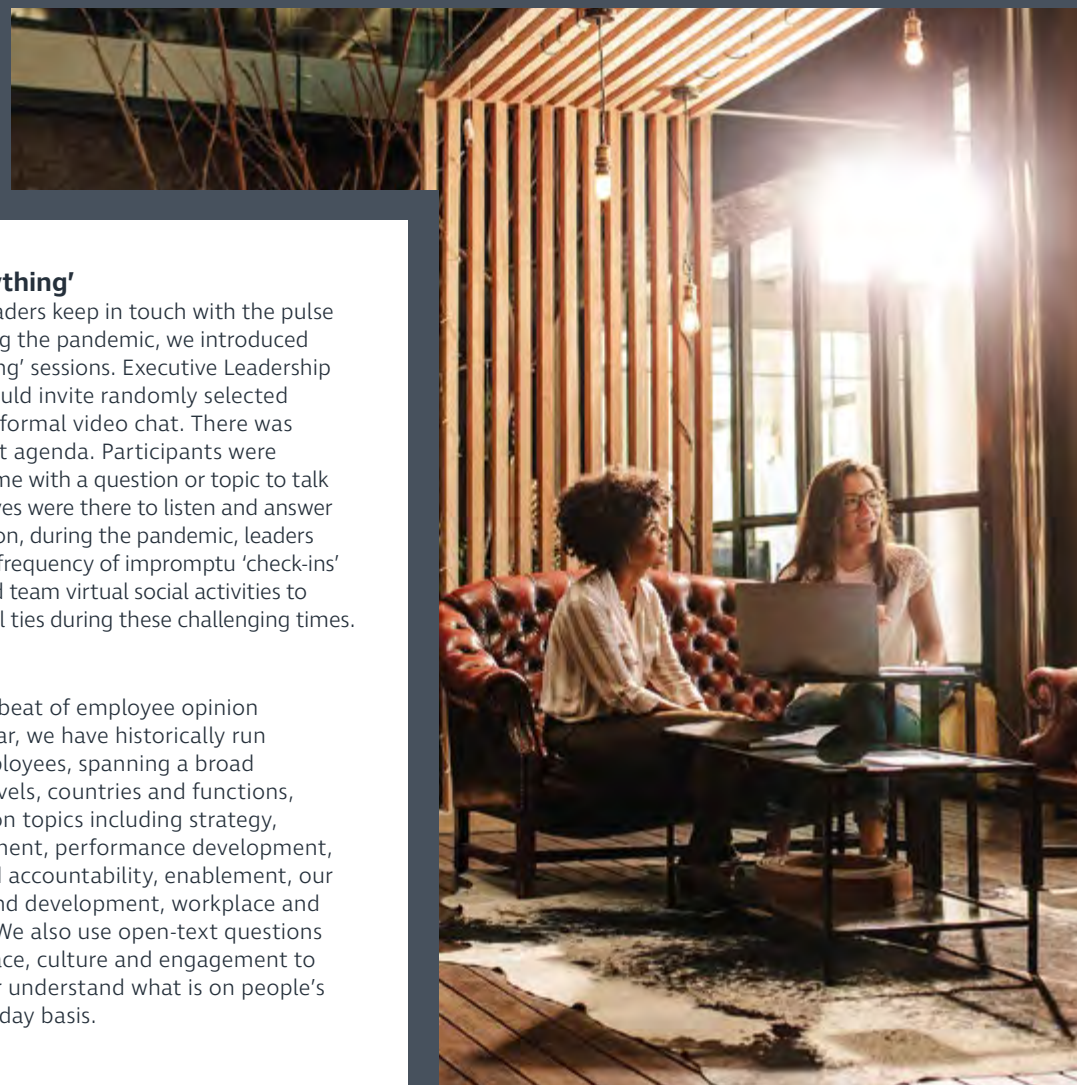 ything’
aders keep in touch with the pulse
g the pandemic, we introduced
ng’ sessions. Executive Leadership
uld invite randomly selected
formal video chat. There was
t agenda. Participants were
me with a question or topic to talk
ves were there to listen and answer
on, during the pandemic, leaders
frequency of impromptu ‘check-ins’
d team virtual social activities to
l ties during these challenging times.
beat of employee opinion
ar, we have historically run
ployees, spanning a broad
vels, countries and functions,
on topics including strategy,
ment, performance development,
d accountability, enablement, our
nd development, workplace and
We also use open-text questions
ace, culture and engagement to
r understand what is on people’s
day basis.